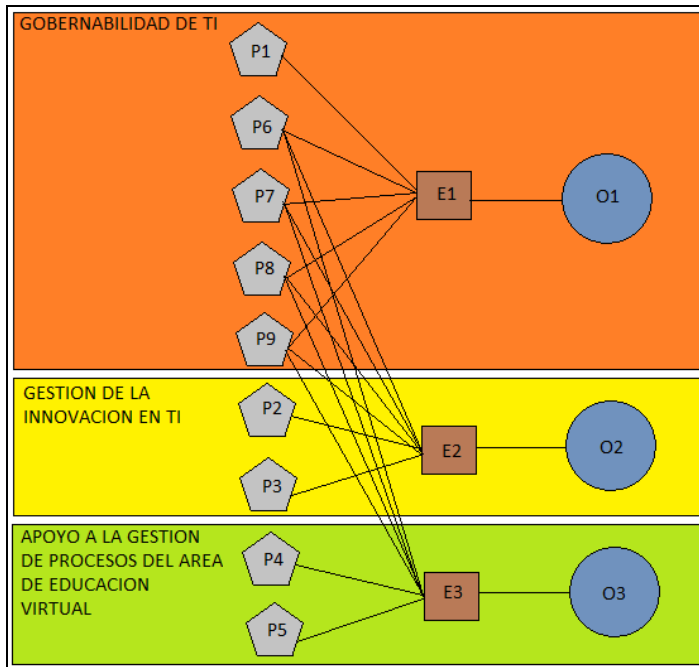 GOBERNABILIDAD DE TI
P1
P6
P7
E1
O1
P8
P9
GESTION DE LA
INNOVACION EN TI
P2
P3
E2
O2
APOYO A LA GESTION
DE PROCESOS DEL AREA
DE EDUCACION
VIRTUAL
P4
P5
E3
O3